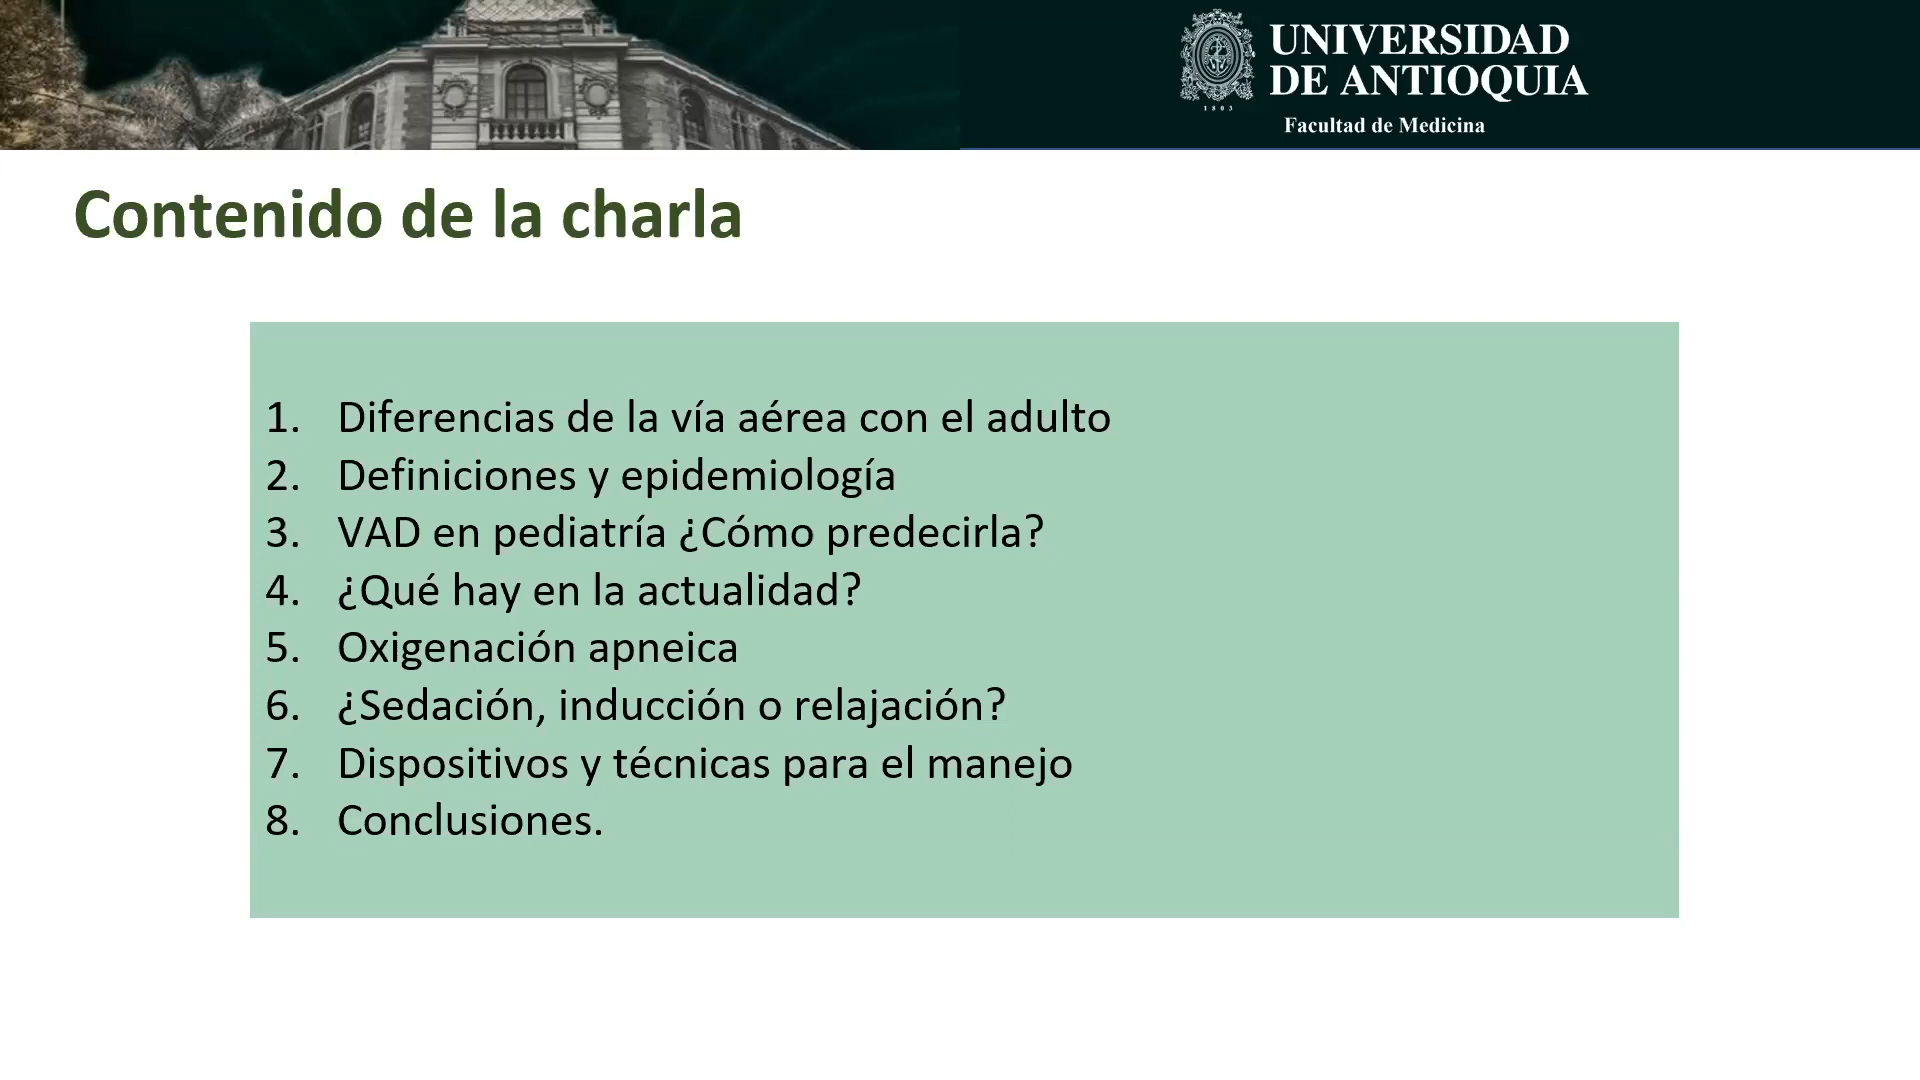 UNIVERSIDAD
DE ANTIOQUIA
1803
Facultad de Medicina
Contenido de la charla
1. Diferencias de la vía aérea con el adulto
2. Definiciones y epidemiología
3. VAD en pediatría ¿Cómo predecirla?
4. ¿Qué hay en la actualidad?
5. Oxigenación apneica
6. ¿Sedación, inducción o relajación?
7. Dispositivos y técnicas para el manejo
8. Conclusiones.